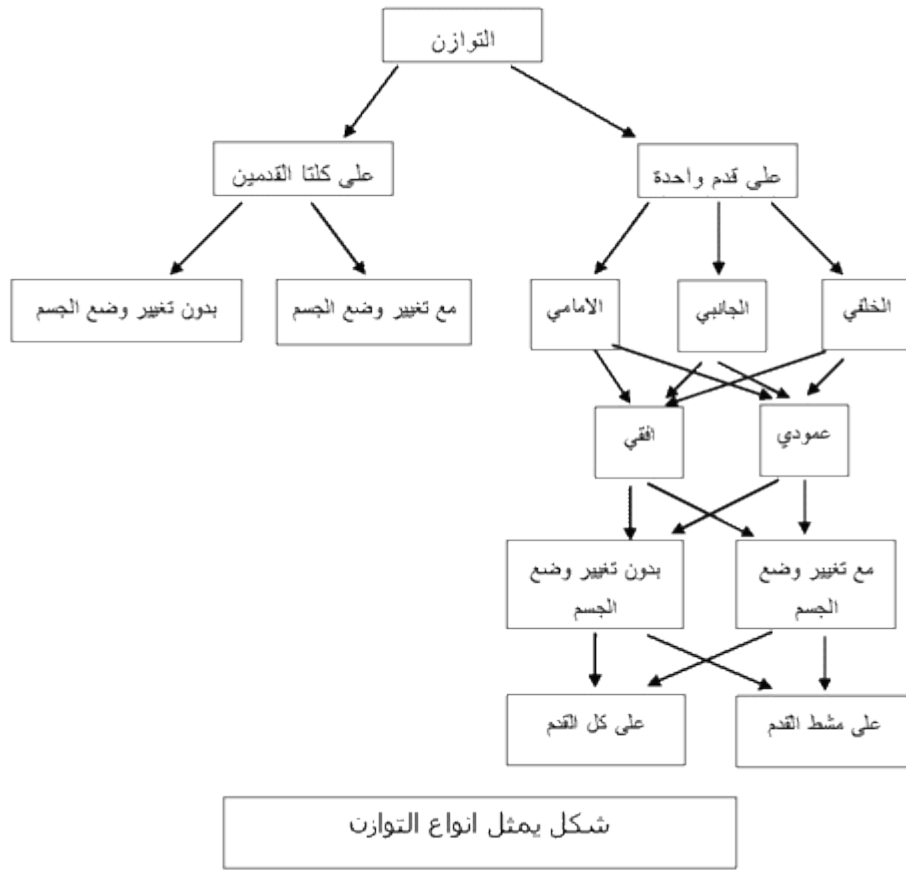 التوازن
على قدم واحدة
على كلتا القدمين
الخلفي
الجانبي
الامامي
مع تغيير وضع الجسم
بدون تغيير وضع الجسم
عمودي
افقي
مع تغيير وضع
الجسم
بدون تغيير وضع
الجسم
على مشط القدم
على كل القدم
شكل يمثل انواع التوازن